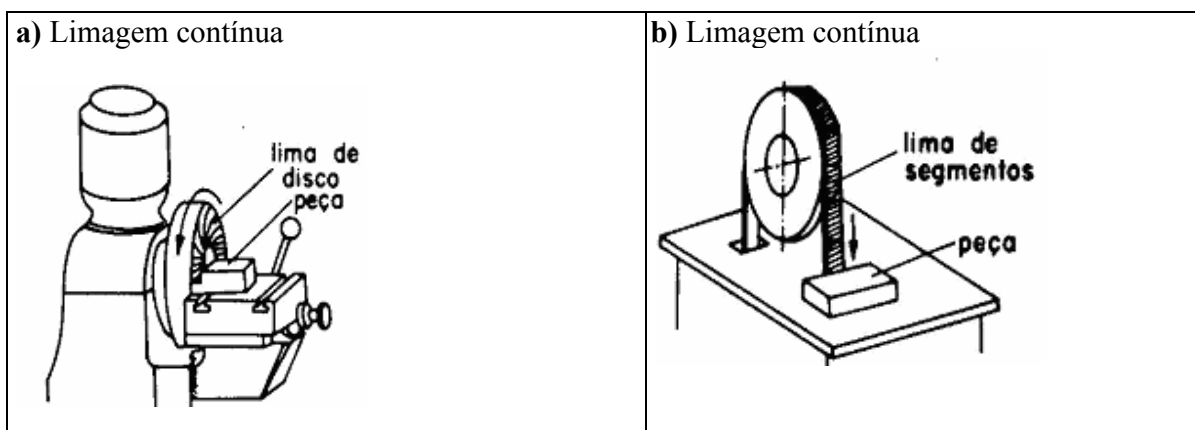 a) Limagem contínua
lima de
disco
peça
b) Limagem contínua
lima de
segmentos
peça